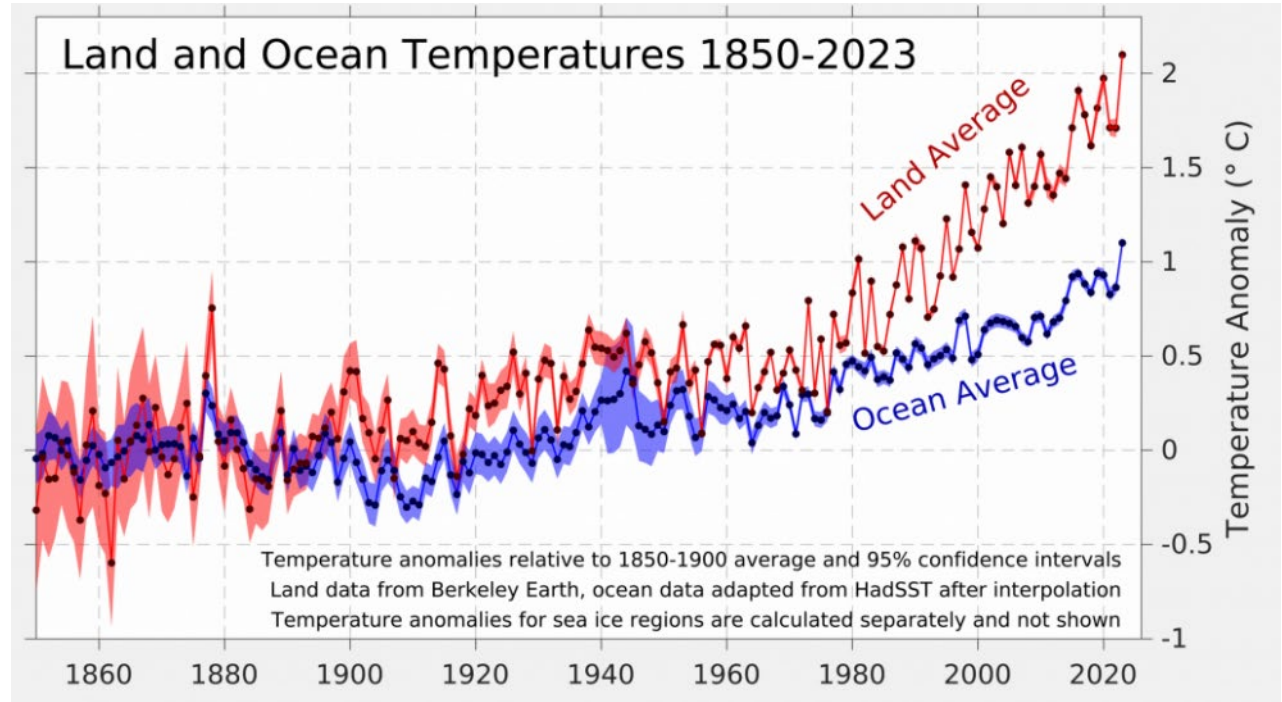 Land and Ocean Temperatures 1850-2023
Land Average
Ocean Average
Temperature anomalies relative to 1850-1900 average and 95% confidence intervals
Land data from Berkeley Earth, ocean data adapted from HadSST after interpolation
Temperature anomalies for sea ice regions are calculated separately and not shown
2
1.5
1
0.5
0
-0.5
-1
Temperature Anomaly (° C)
1860 1880 1900 1920 1940 1960 1980 2000 2020